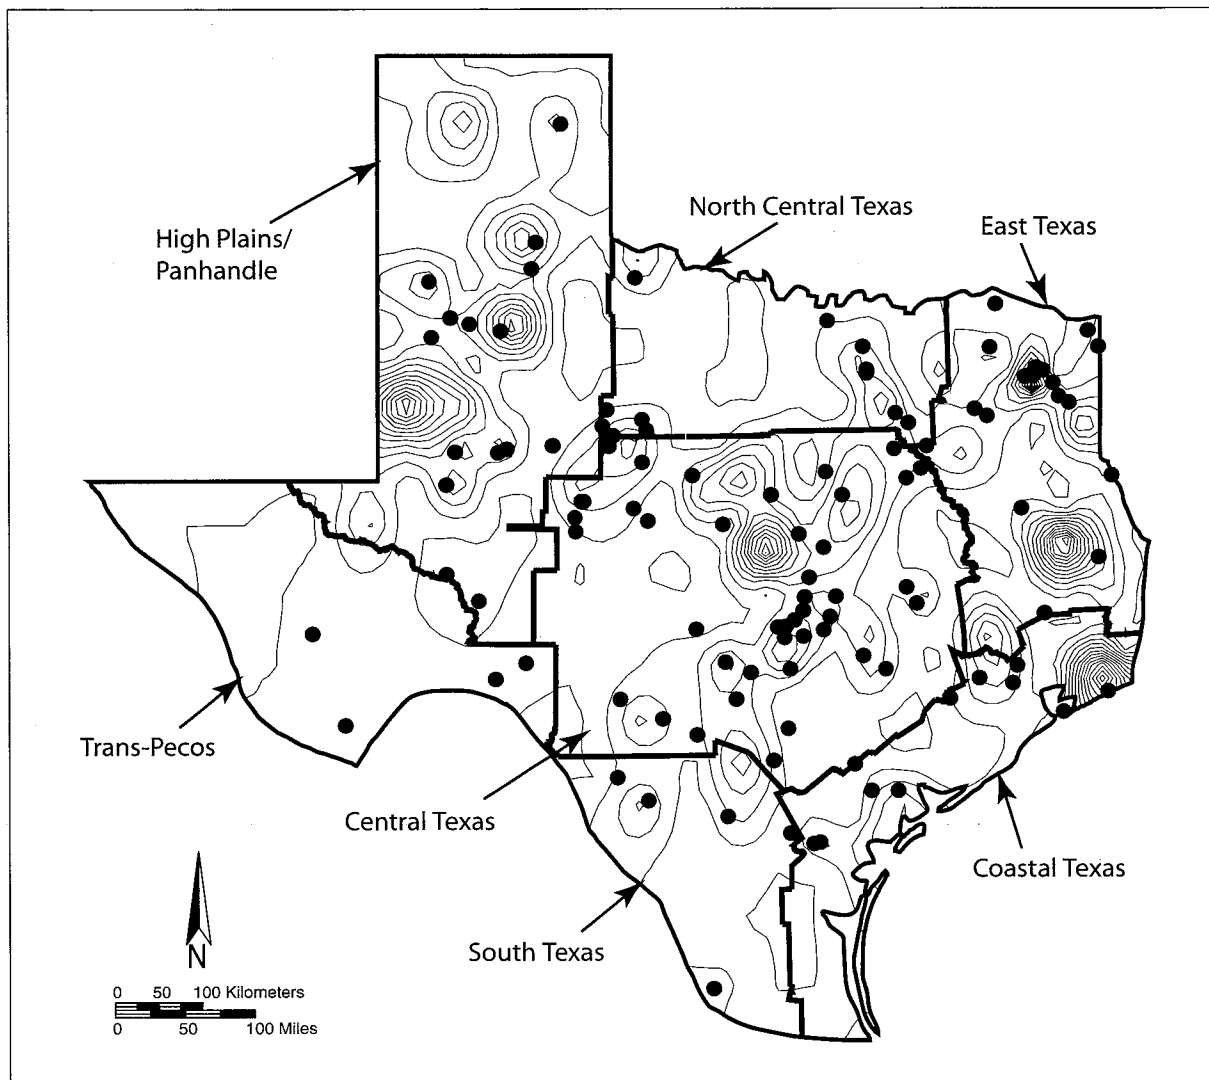 North Central Texas
East Texas
High Plains/
Panhandle
Trans-Pecos
Central Texas
Coastal Texas
South Texas
N
0 50 100 Kilometers
0 50 100 Miles